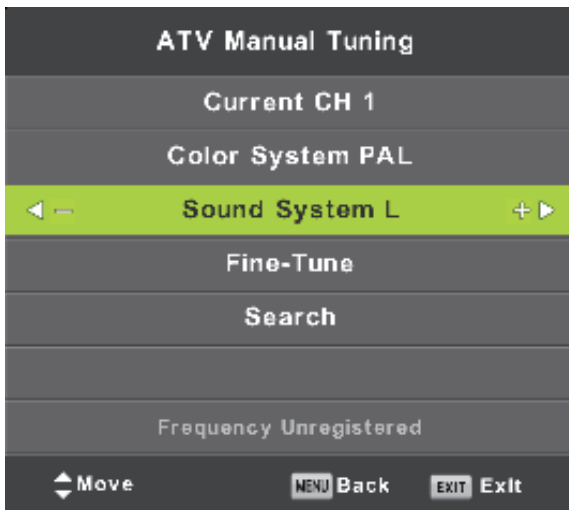 ATV Manual Tuning
Current CH 1
Color System PAL
– Sound System L +
Fine-Tune
Search
Frequency Unregistered
Move MENU Back EXIT Exit